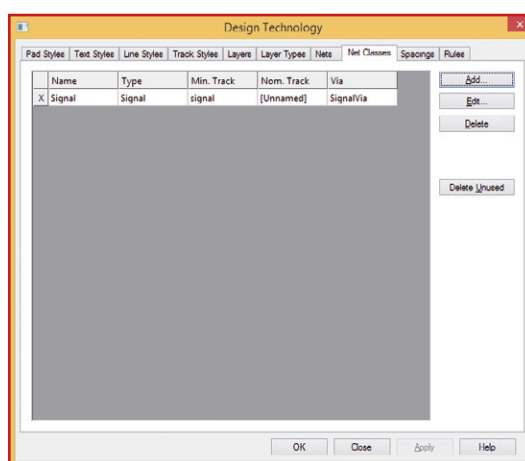 Design Technology
x
Pad Styles Text Styles Line Styles Track Styles Layers Layer Types Nets Net Classes Spacings Rules
Name Type Min. Track Nom. Track Via
X Signal Signal signal [Unnamed] SignalVia
Add...
Edit...
Delete
Delete Unused
OK Close Apply Help